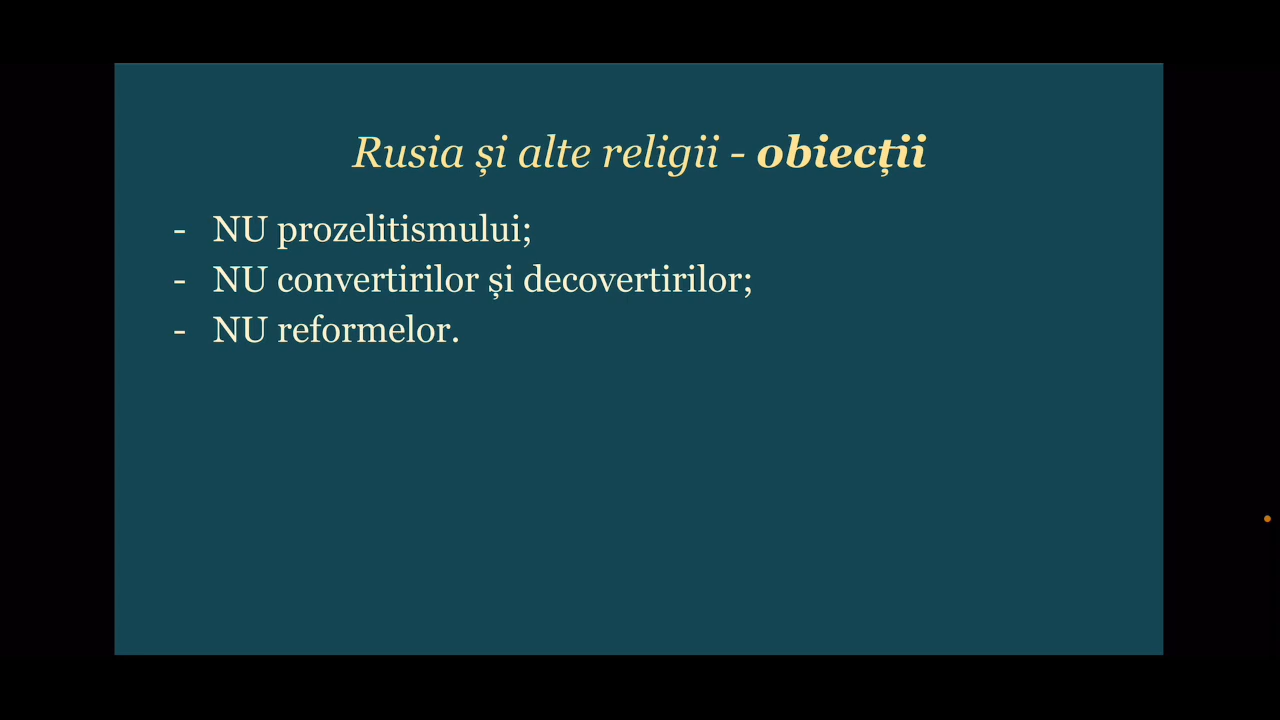 Rusia și alte religii - obiecții
- NU prozelitismului;
- NU convertirilor și decovertirilor;
- NU reformelor.